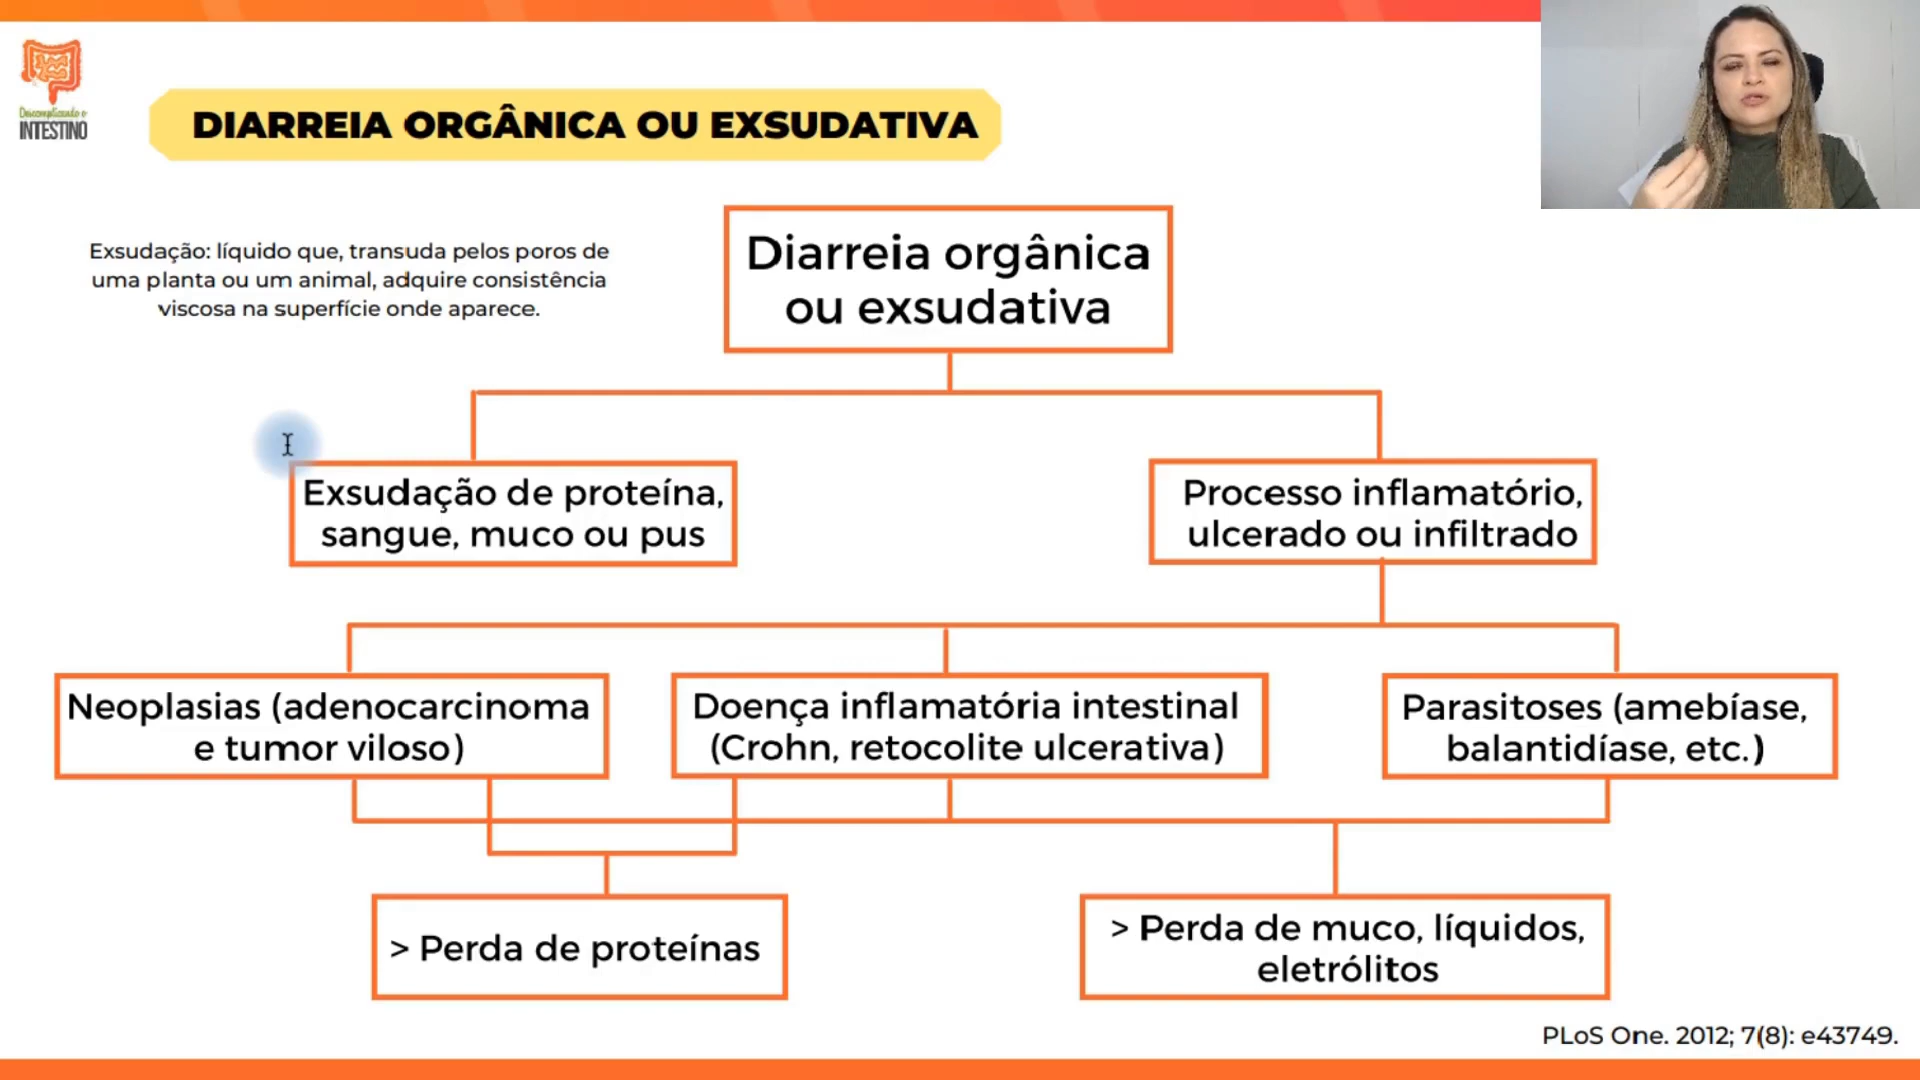 Descomplicando o
INTESTINO
DIARREIA ORGÂNICA OU EXSUDATIVA
Exsudação: líquido que, transuda pelos poros de
uma planta ou um animal, adquire consistência
viscosa na superfície onde aparece.
Diarreia orgânica
ou exsudativa
Exsudação de proteína,
sangue, muco ou pus
Processo inflamatório,
ulcerado ou infiltrado
Neoplasias (adenocarcinoma
e tumor viloso)
Doença inflamatória intestinal
(Crohn, retocolite ulcerativa)
Parasitoses (amebíase,
balantidíase, etc.)
> Perda de proteínas
> Perda de muco, líquidos,
eletrólitos
PLoS One. 2012; 7(8): e43749.